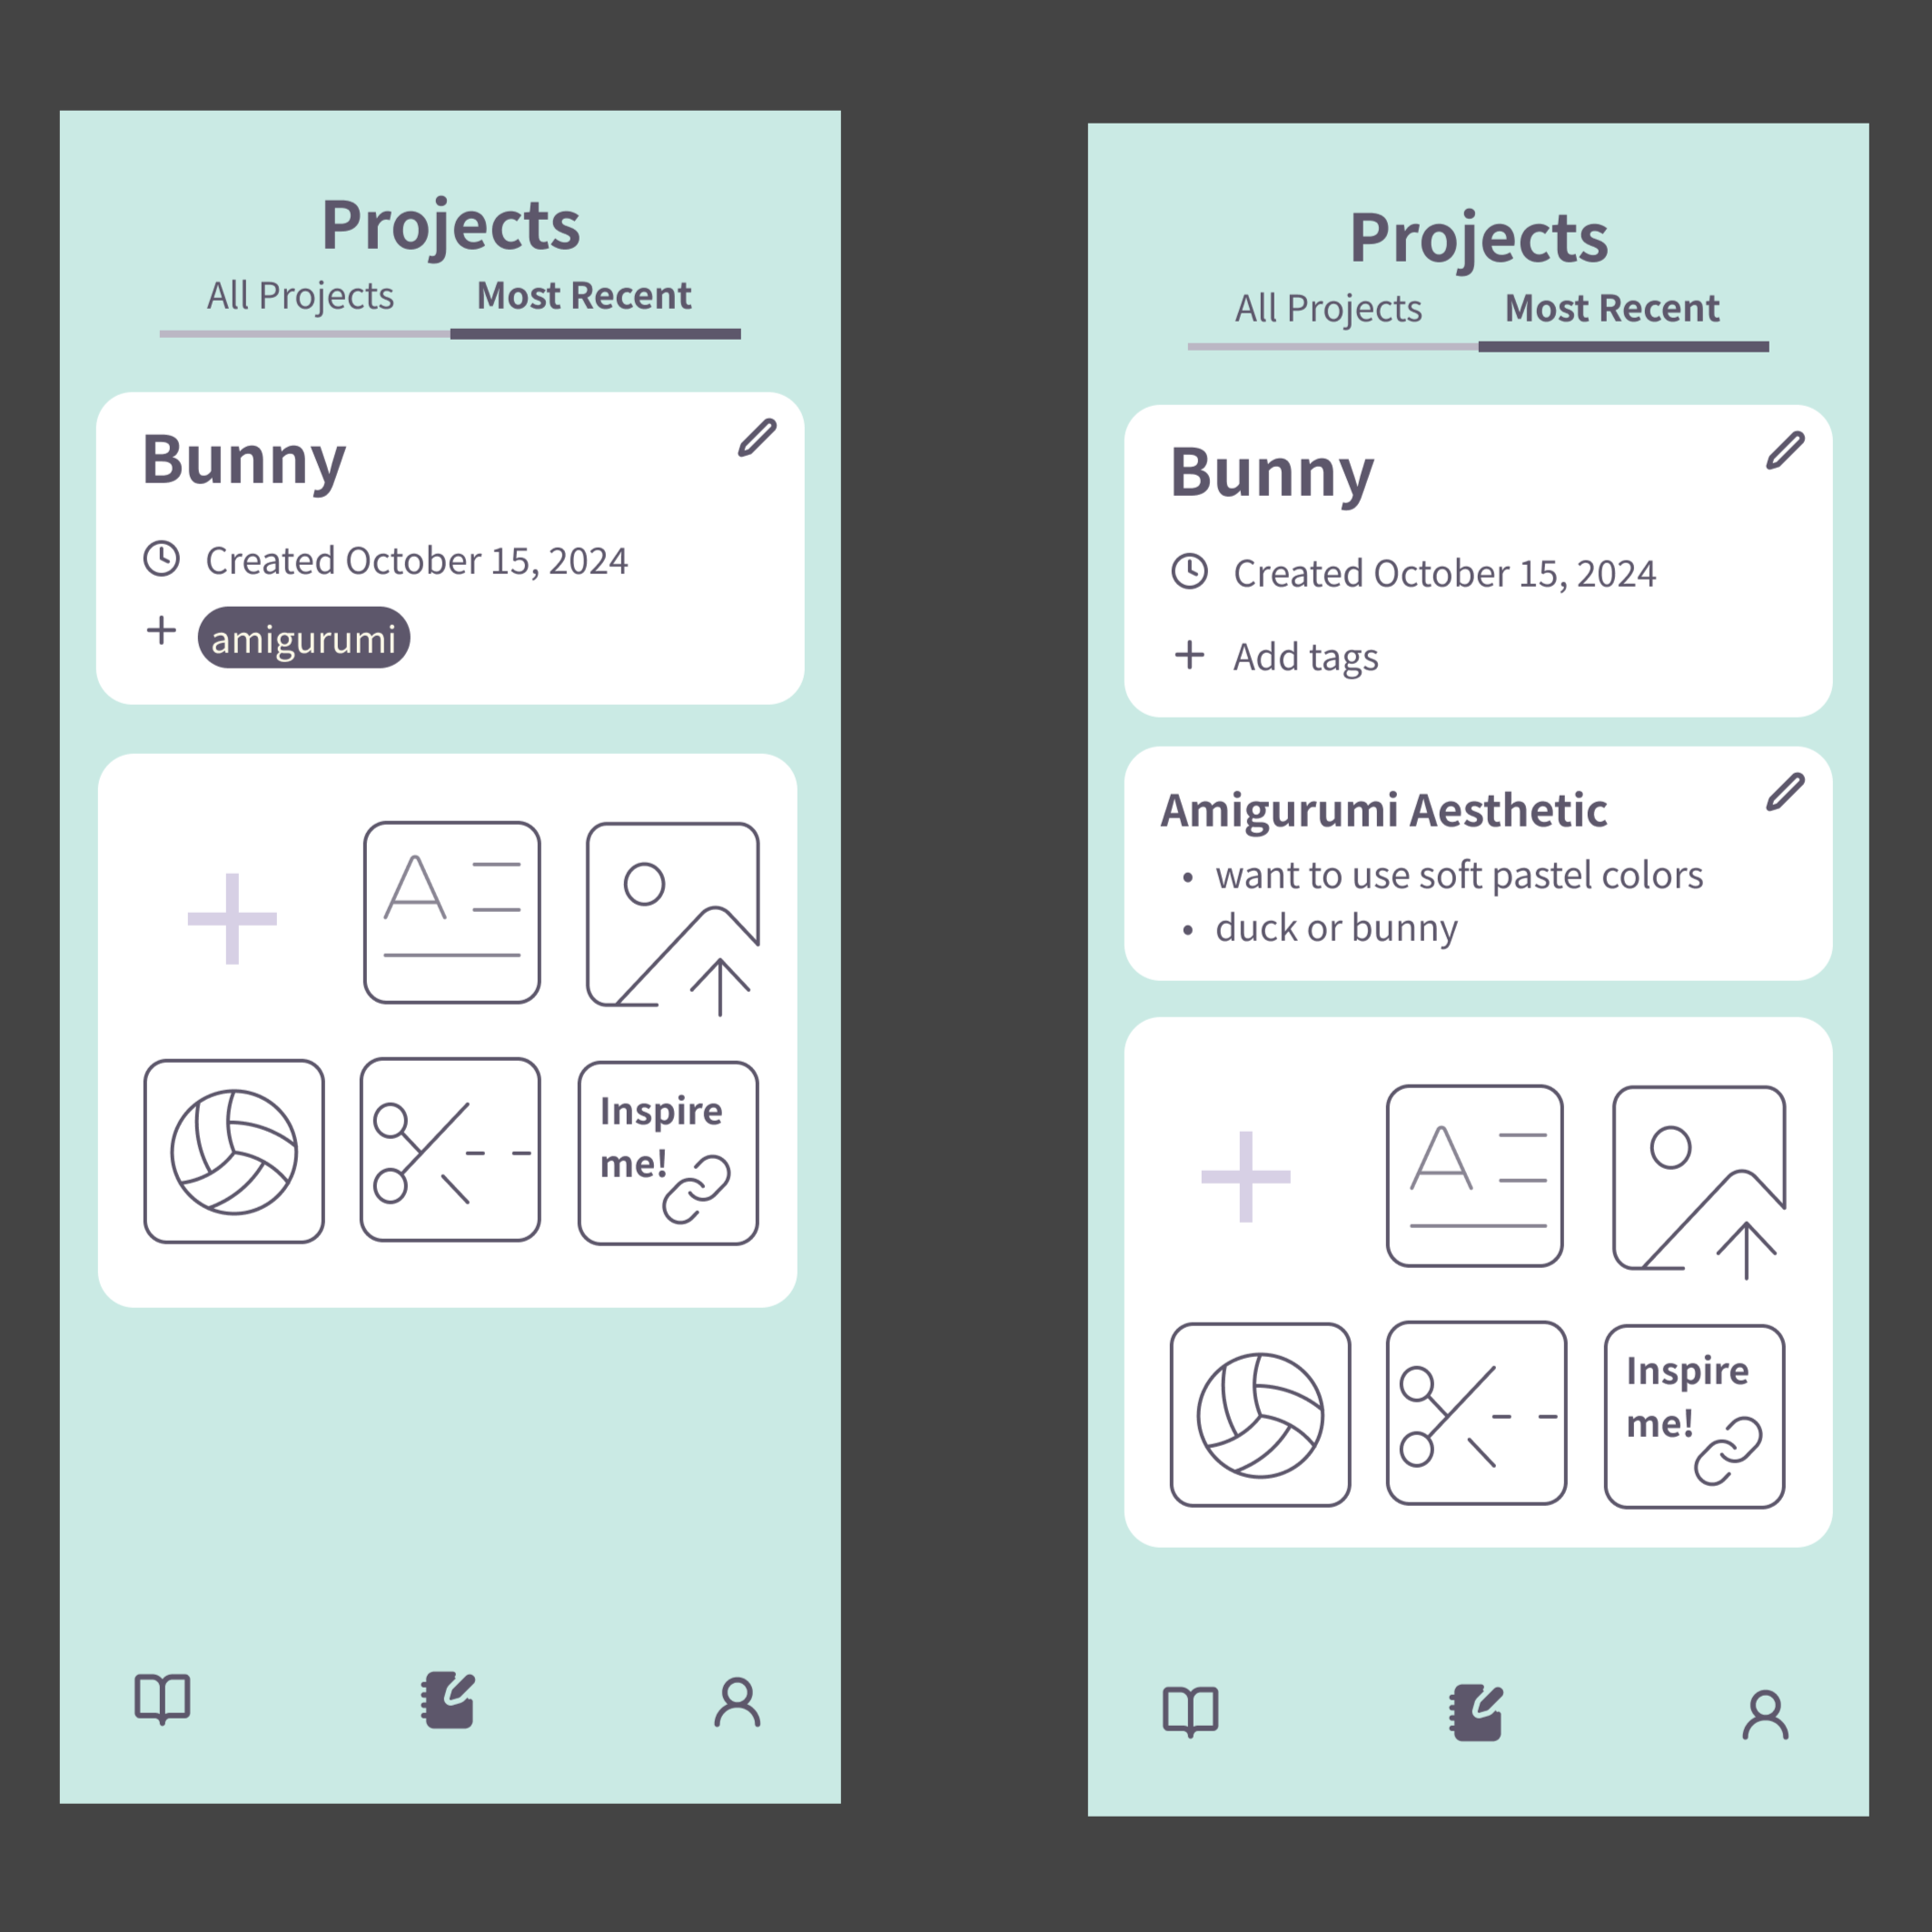 Projects
All Projects Most Recent
Bunny
Created October 15, 2024
amigurumi
A
Inspire
me!
Projects
All Projects Most Recent
Bunny
Created October 15, 2024
Add tags
Amigurumi Aesthetic
• want to use soft pastel colors
• duck or bunny
A
Inspire
me!